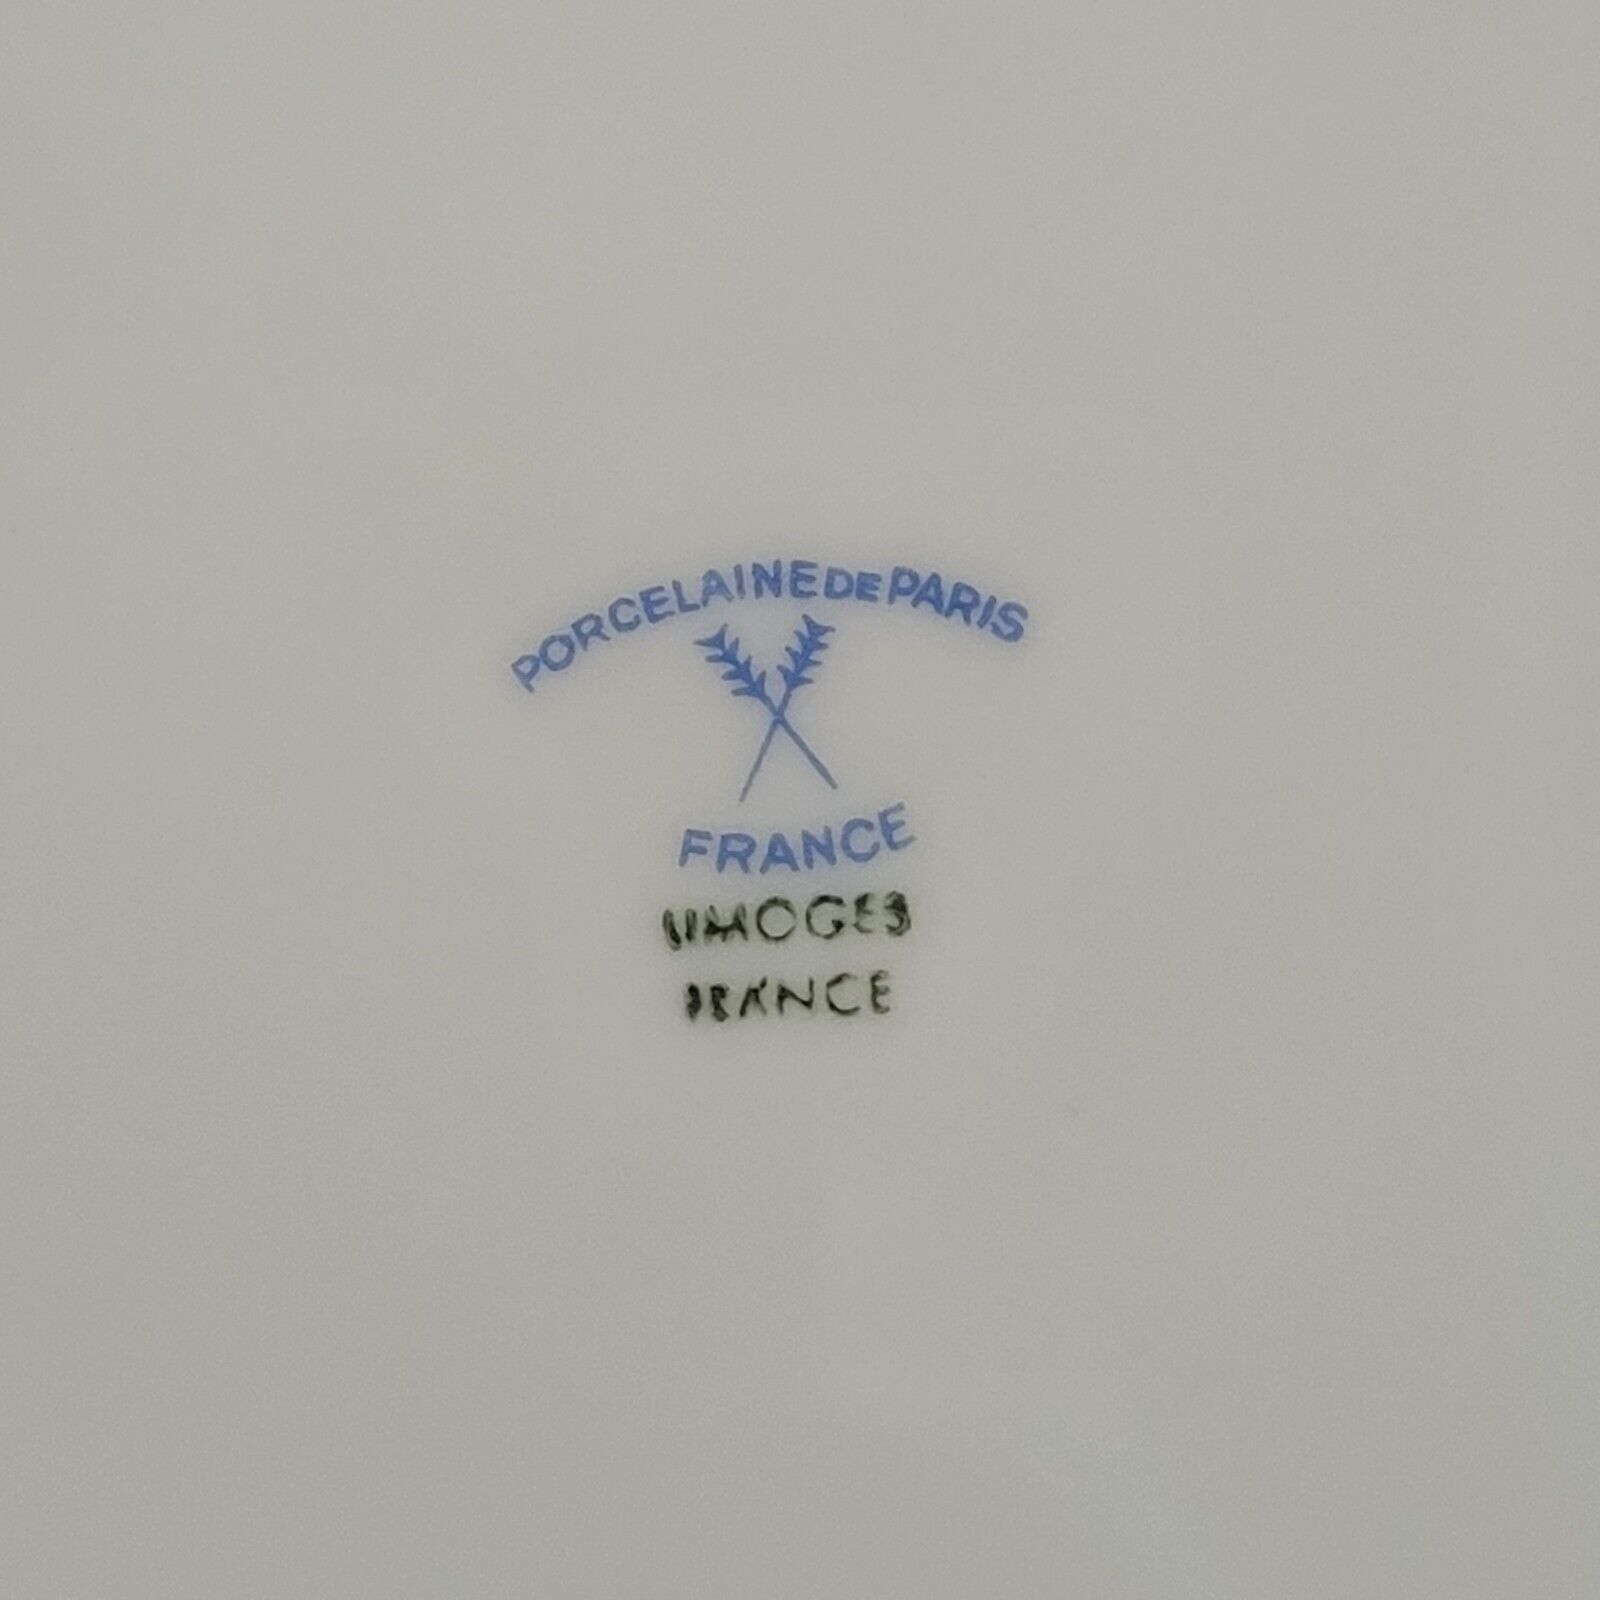 PORCELAINE DE PARIS
FRANCE
LIMOGES
FRANCE